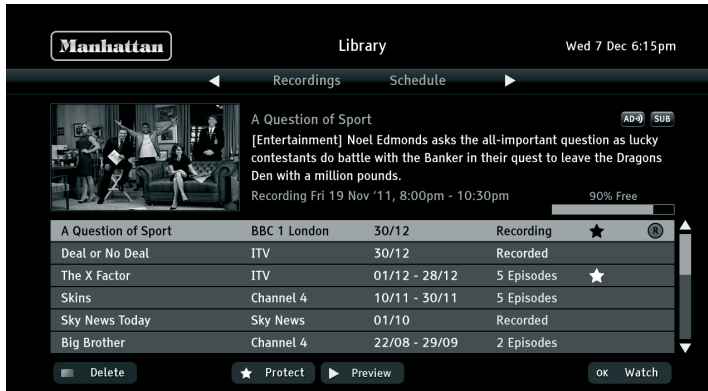 Manhattan
Library
Wed 7 Dec 6:15pm
Recordings Schedule
A Question of Sport
AD SUB
[Entertainment] Noel Edmonds asks the all-important question as lucky
contestants do battle with the Banker in their quest to leave the Dragons
Den with a million pounds.
Recording Fri 19 Nov ‘11, 8:00pm - 10:30pm
90% Free
A Question of Sport BBC 1 London 30/12 Recording R
Deal or No Deal ITV 30/12 Recorded
The X Factor ITV 01/12 - 28/12 5 Episodes
Skins Channel 4 10/11 - 30/11 5 Episodes
Sky News Today Sky News 01/10 Recorded
Big Brother Channel 4 22/08 - 29/09 2 Episodes
Delete Protect Preview OK Watch